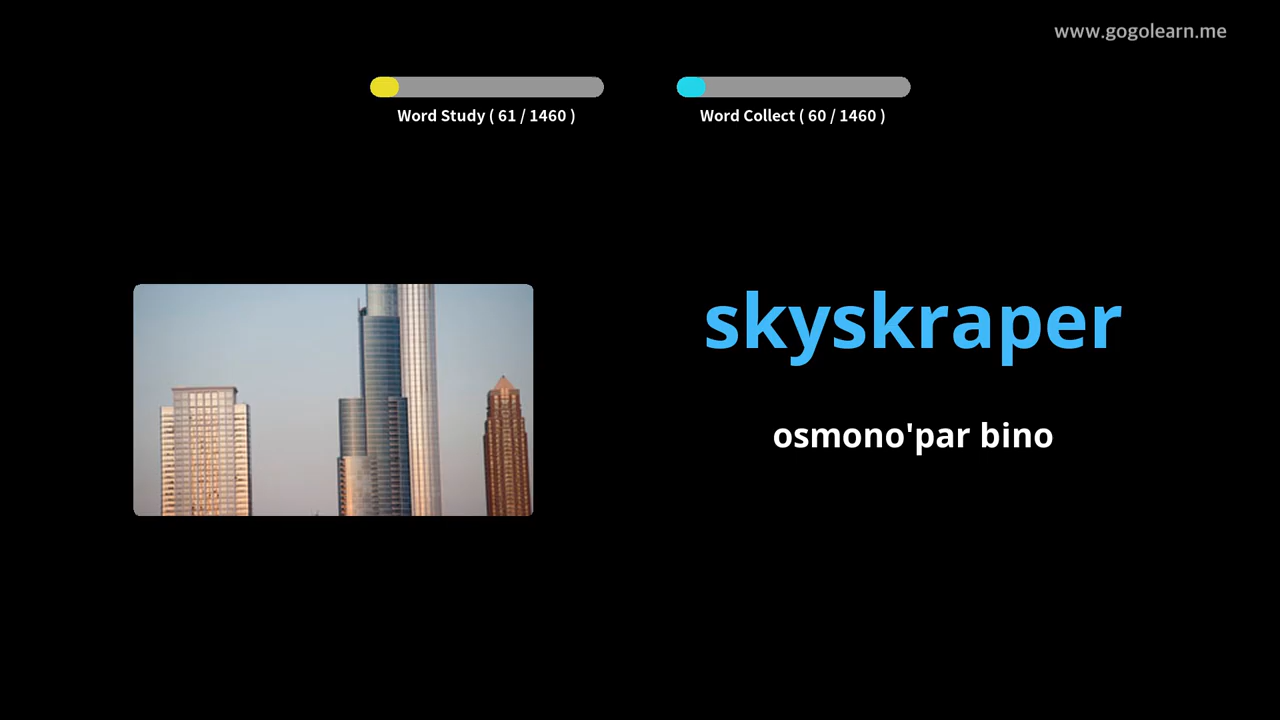 www.gogolearn.me
Word Study ( 61 / 1460 )
Word Collect ( 60 / 1460 )
skyskraper
osmono'par bino